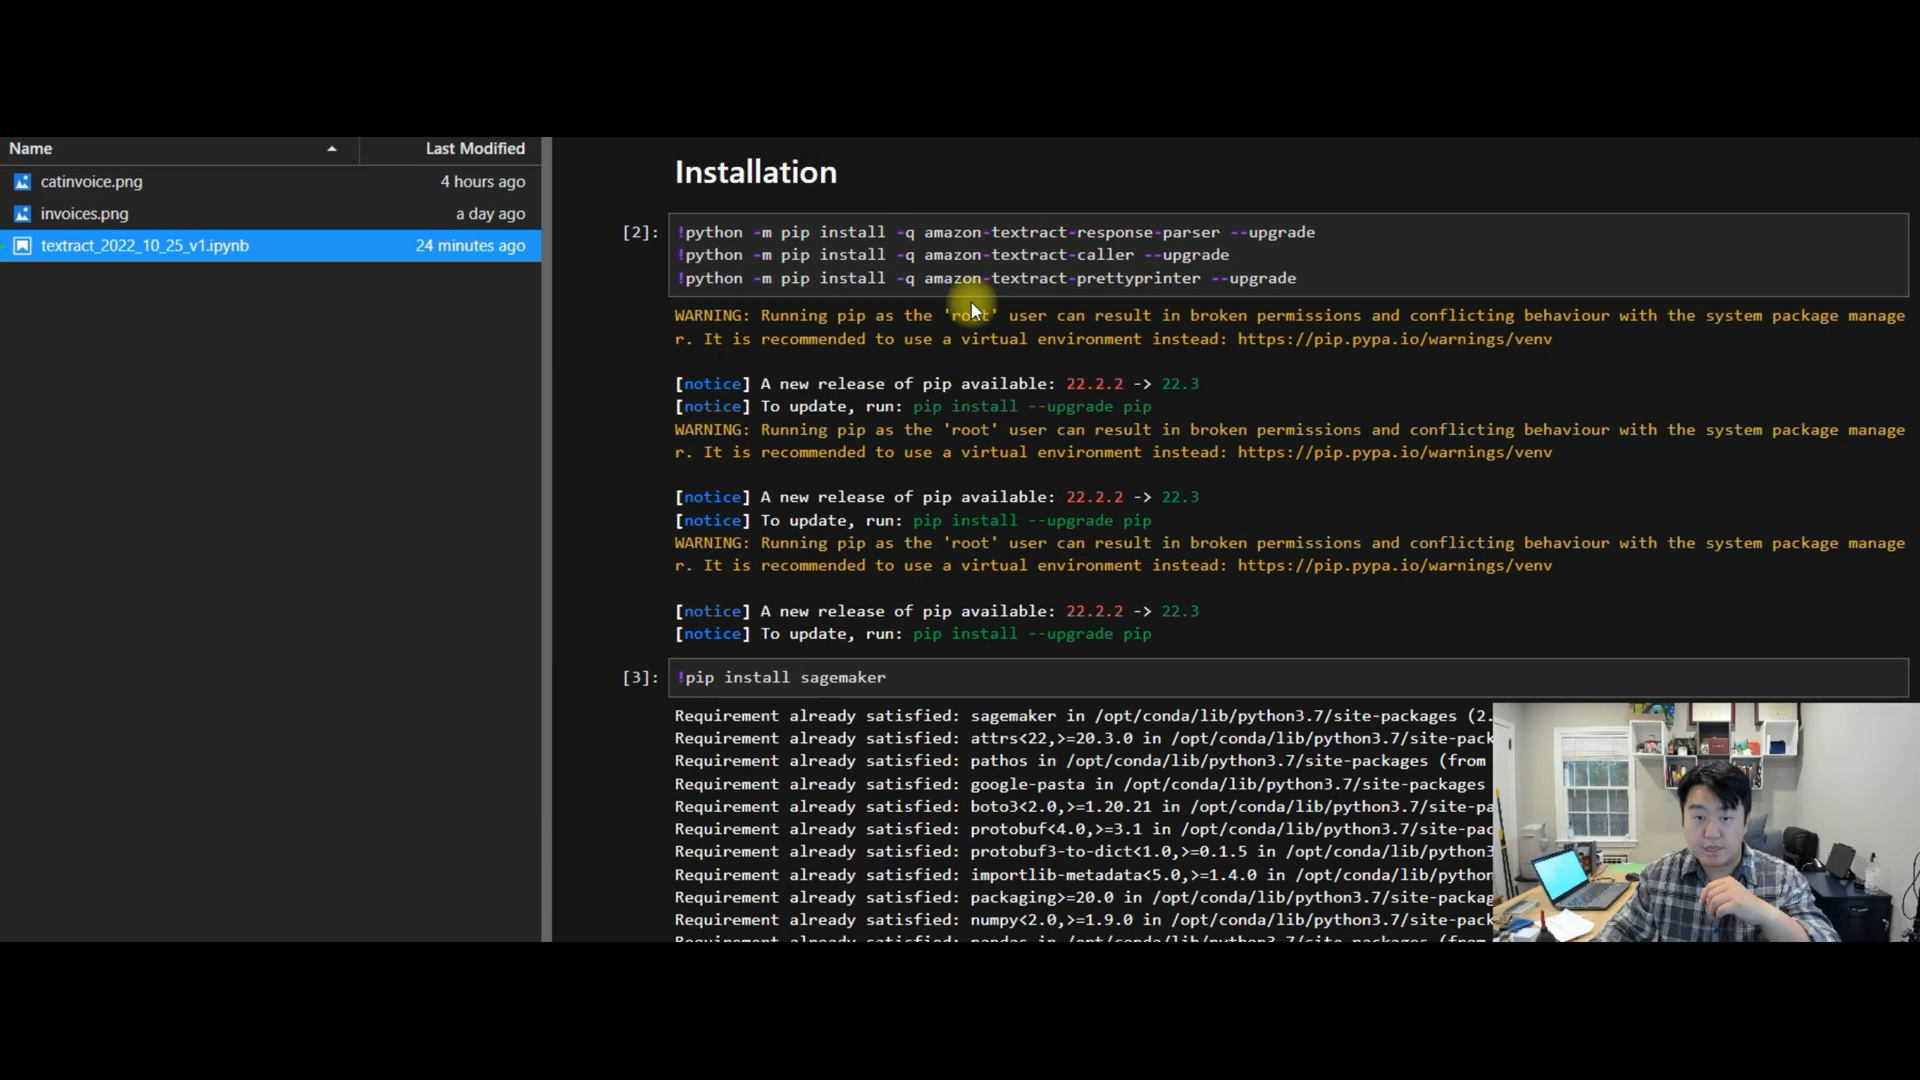 Name Last Modified
catinvoice.png 4 hours ago
invoices.png a day ago
textract_2022_10_25_v1.ipynb 24 minutes ago
Installation
[2]: !python -m pip install -q amazon-textract-response-parser --upgrade
!python -m pip install -q amazon-textract-caller --upgrade
!python -m pip install -q amazon-textract-prettyprinter --upgrade
WARNING: Running pip as the 'root' user can result in broken permissions and conflicting behaviour with the system package manage
r. It is recommended to use a virtual environment instead: https://pip.pypa.io/warnings/venv
[notice] A new release of pip available: 22.2.2 -> 22.3
[notice] To update, run: pip install --upgrade pip
WARNING: Running pip as the 'root' user can result in broken permissions and conflicting behaviour with the system package manage
r. It is recommended to use a virtual environment instead: https://pip.pypa.io/warnings/venv
[notice] A new release of pip available: 22.2.2 -> 22.3
[notice] To update, run: pip install --upgrade pip
WARNING: Running pip as the 'root' user can result in broken permissions and conflicting behaviour with the system package manage
r. It is recommended to use a virtual environment instead: https://pip.pypa.io/warnings/venv
[notice] A new release of pip available: 22.2.2 -> 22.3
[notice] To update, run: pip install --upgrade pip
[3]: !pip install sagemaker
Requirement already satisfied: sagemaker in /opt/conda/lib/python3.7/site-packages (2.
Requirement already satisfied: attrs<22,>=20.3.0 in /opt/conda/lib/python3.7/site-pack
Requirement already satisfied: pathos in /opt/conda/lib/python3.7/site-packages (from
Requirement already satisfied: google-pasta in /opt/conda/lib/python3.7/site-packages
Requirement already satisfied: boto3<2.0,>=1.20.21 in /opt/conda/lib/python3.7/site-pa
Requirement already satisfied: protobuf<4.0,>=3.1 in /opt/conda/lib/python3.7/site-pac
Requirement already satisfied: protobuf3-to-dict<1.0,>=0.1.5 in /opt/conda/lib/python3
Requirement already satisfied: importlib-metadata<5.0,>=1.4.0 in /opt/conda/lib/python
Requirement already satisfied: packaging>=20.0 in /opt/conda/lib/python3.7/site-packag
Requirement already satisfied: numpy<2.0,>=1.9.0 in /opt/conda/lib/python3.7/site-pack
Requirement already satisfied: pandas in /opt/conda/lib/python3.7/site-packages (from